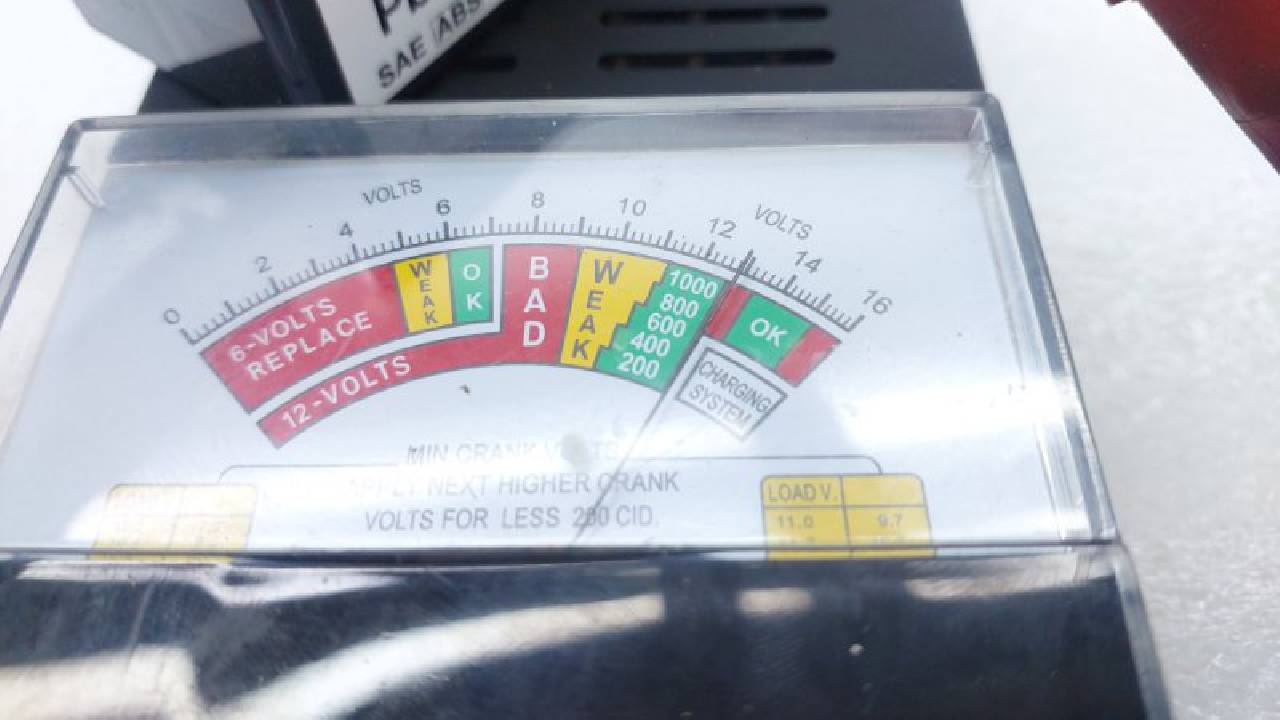 SAE ABS
VOLTS
VOLTS
0 2 4 6 8 10 12 14 16
6-VOLTS
REPLACE
WEAK
OK
BAD
WEAK
1000
800
600
400
200
OK
12-VOLTS
CHARGING
SYSTEM
MIN CRANK VOLTS
APPLY NEXT HIGHER CRANK
VOLTS FOR LESS CID.
LOAD V.
11.0 9.7